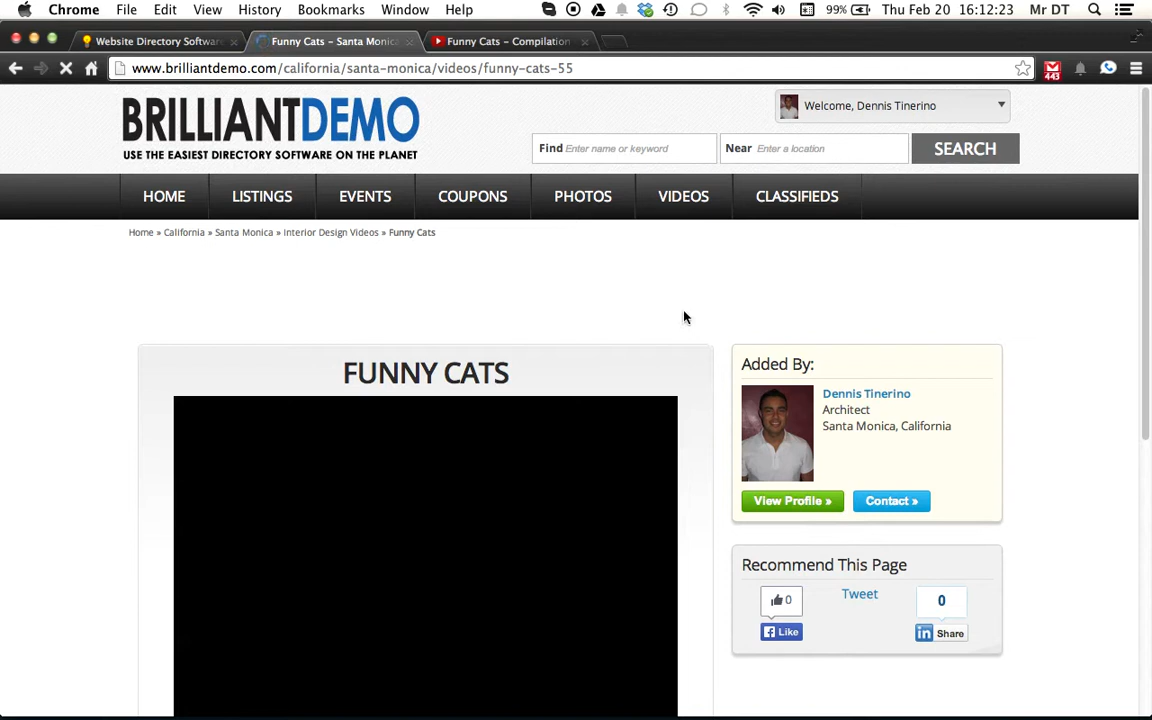 Chrome File Edit View History Bookmarks Window Help 99% Thu Feb 20 16:12:23 Mr DT
Website Directory Softwar Funny Cats – Santa Monica Funny Cats – Compilation
www.brilliantdemo.com/california/santa-monica/videos/funny-cats-55
443
BRILLIANTDEMO
USE THE EASIEST DIRECTORY SOFTWARE ON THE PLANET
Welcome, Dennis Tinerino
Find Enter name or keyword Near Enter a location SEARCH
HOME LISTINGS EVENTS COUPONS PHOTOS VIDEOS CLASSIFIEDS
Home » California » Santa Monica » Interior Design Videos » Funny Cats
FUNNY CATS
Added By:
Dennis Tinerino
Architect
Santa Monica, California
View Profile » Contact »
Recommend This Page
0 Tweet 0
Like in Share